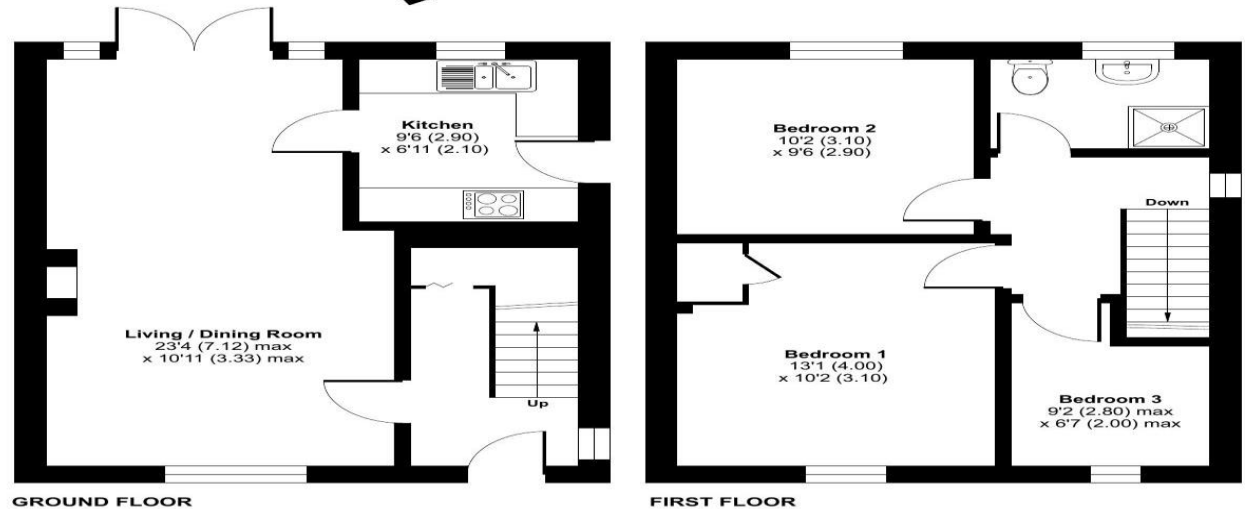 Kitchen
9'6 (2.90)
x 6'11 (2.10)
Living / Dining Room
23'4 (7.12) max
x 10'11 (3.33) max
Up
GROUND FLOOR
Bedroom 2
10'2 (3.10)
x 9'6 (2.90)
Down
Bedroom 1
13'1 (4.00)
x 10'2 (3.10)
Bedroom 3
9'2 (2.80) max
x 6'7 (2.00) max
FIRST FLOOR